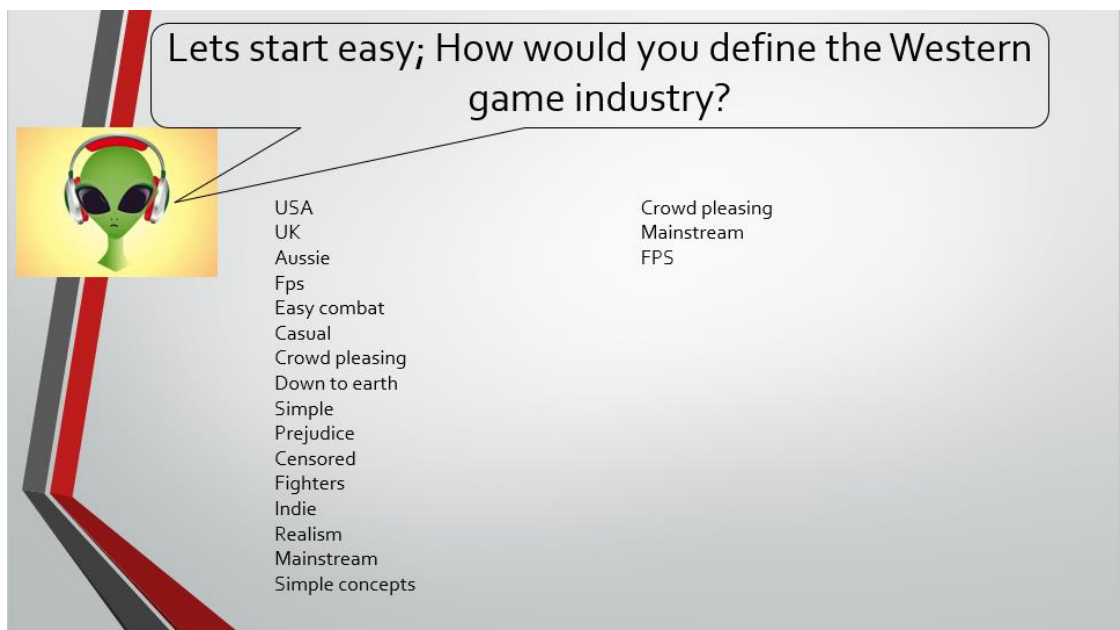 Lets start easy; How would you define the Western
game industry?
USA
UK
Aussie
Fps
Easy combat
Casual
Crowd pleasing
Down to earth
Simple
Prejudice
Censored
Fighters
Indie
Realism
Mainstream
Simple concepts
Crowd pleasing
Mainstream
FPS